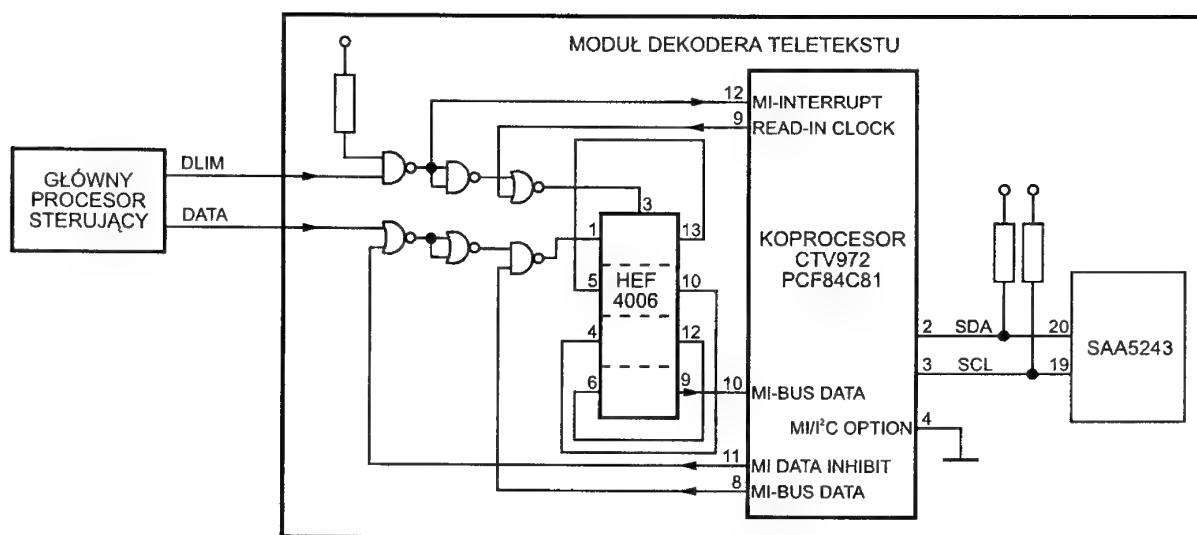 MODUŁ DEKODERA TELETEKSTU
GŁÓWNY
PROCESOR
STERUJĄCY
DLIM
DATA
12
MI-INTERRUPT
9
READ-IN CLOCK
3
1
13
5
10
HEF
4006
4
12
6
9
10
MI-BUS DATA
KOPROCESOR
CTV972
PCF84C81
2
SDA
20
3
SCL
19
SAA5243
MI/I²C OPTION
4
11
MI DATA INHIBIT
8
MI-BUS DATA